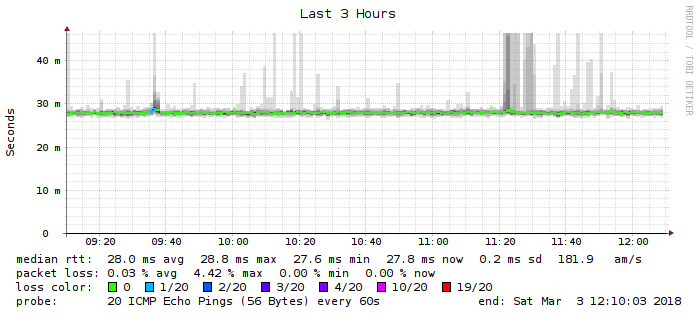 Last 3 Hours
RRDTOOL / TOBI OETIKER
Seconds
40 m
30 m
20 m
10 m
0
09:20 09:40 10:00 10:20 10:40 11:00 11:20 11:40 12:00
median rtt: 28.0 ms avg 28.8 ms max 27.6 ms min 27.8 ms now 0.2 ms sd 181.9 am/s
packet loss: 0.03 % avg 4.42 % max 0.00 % min 0.00 % now
loss color: 0 1/20 2/20 3/20 4/20 10/20 19/20
probe: 20 ICMP Echo Pings (56 Bytes) every 60s end: Sat Mar 3 12:10:03 2018